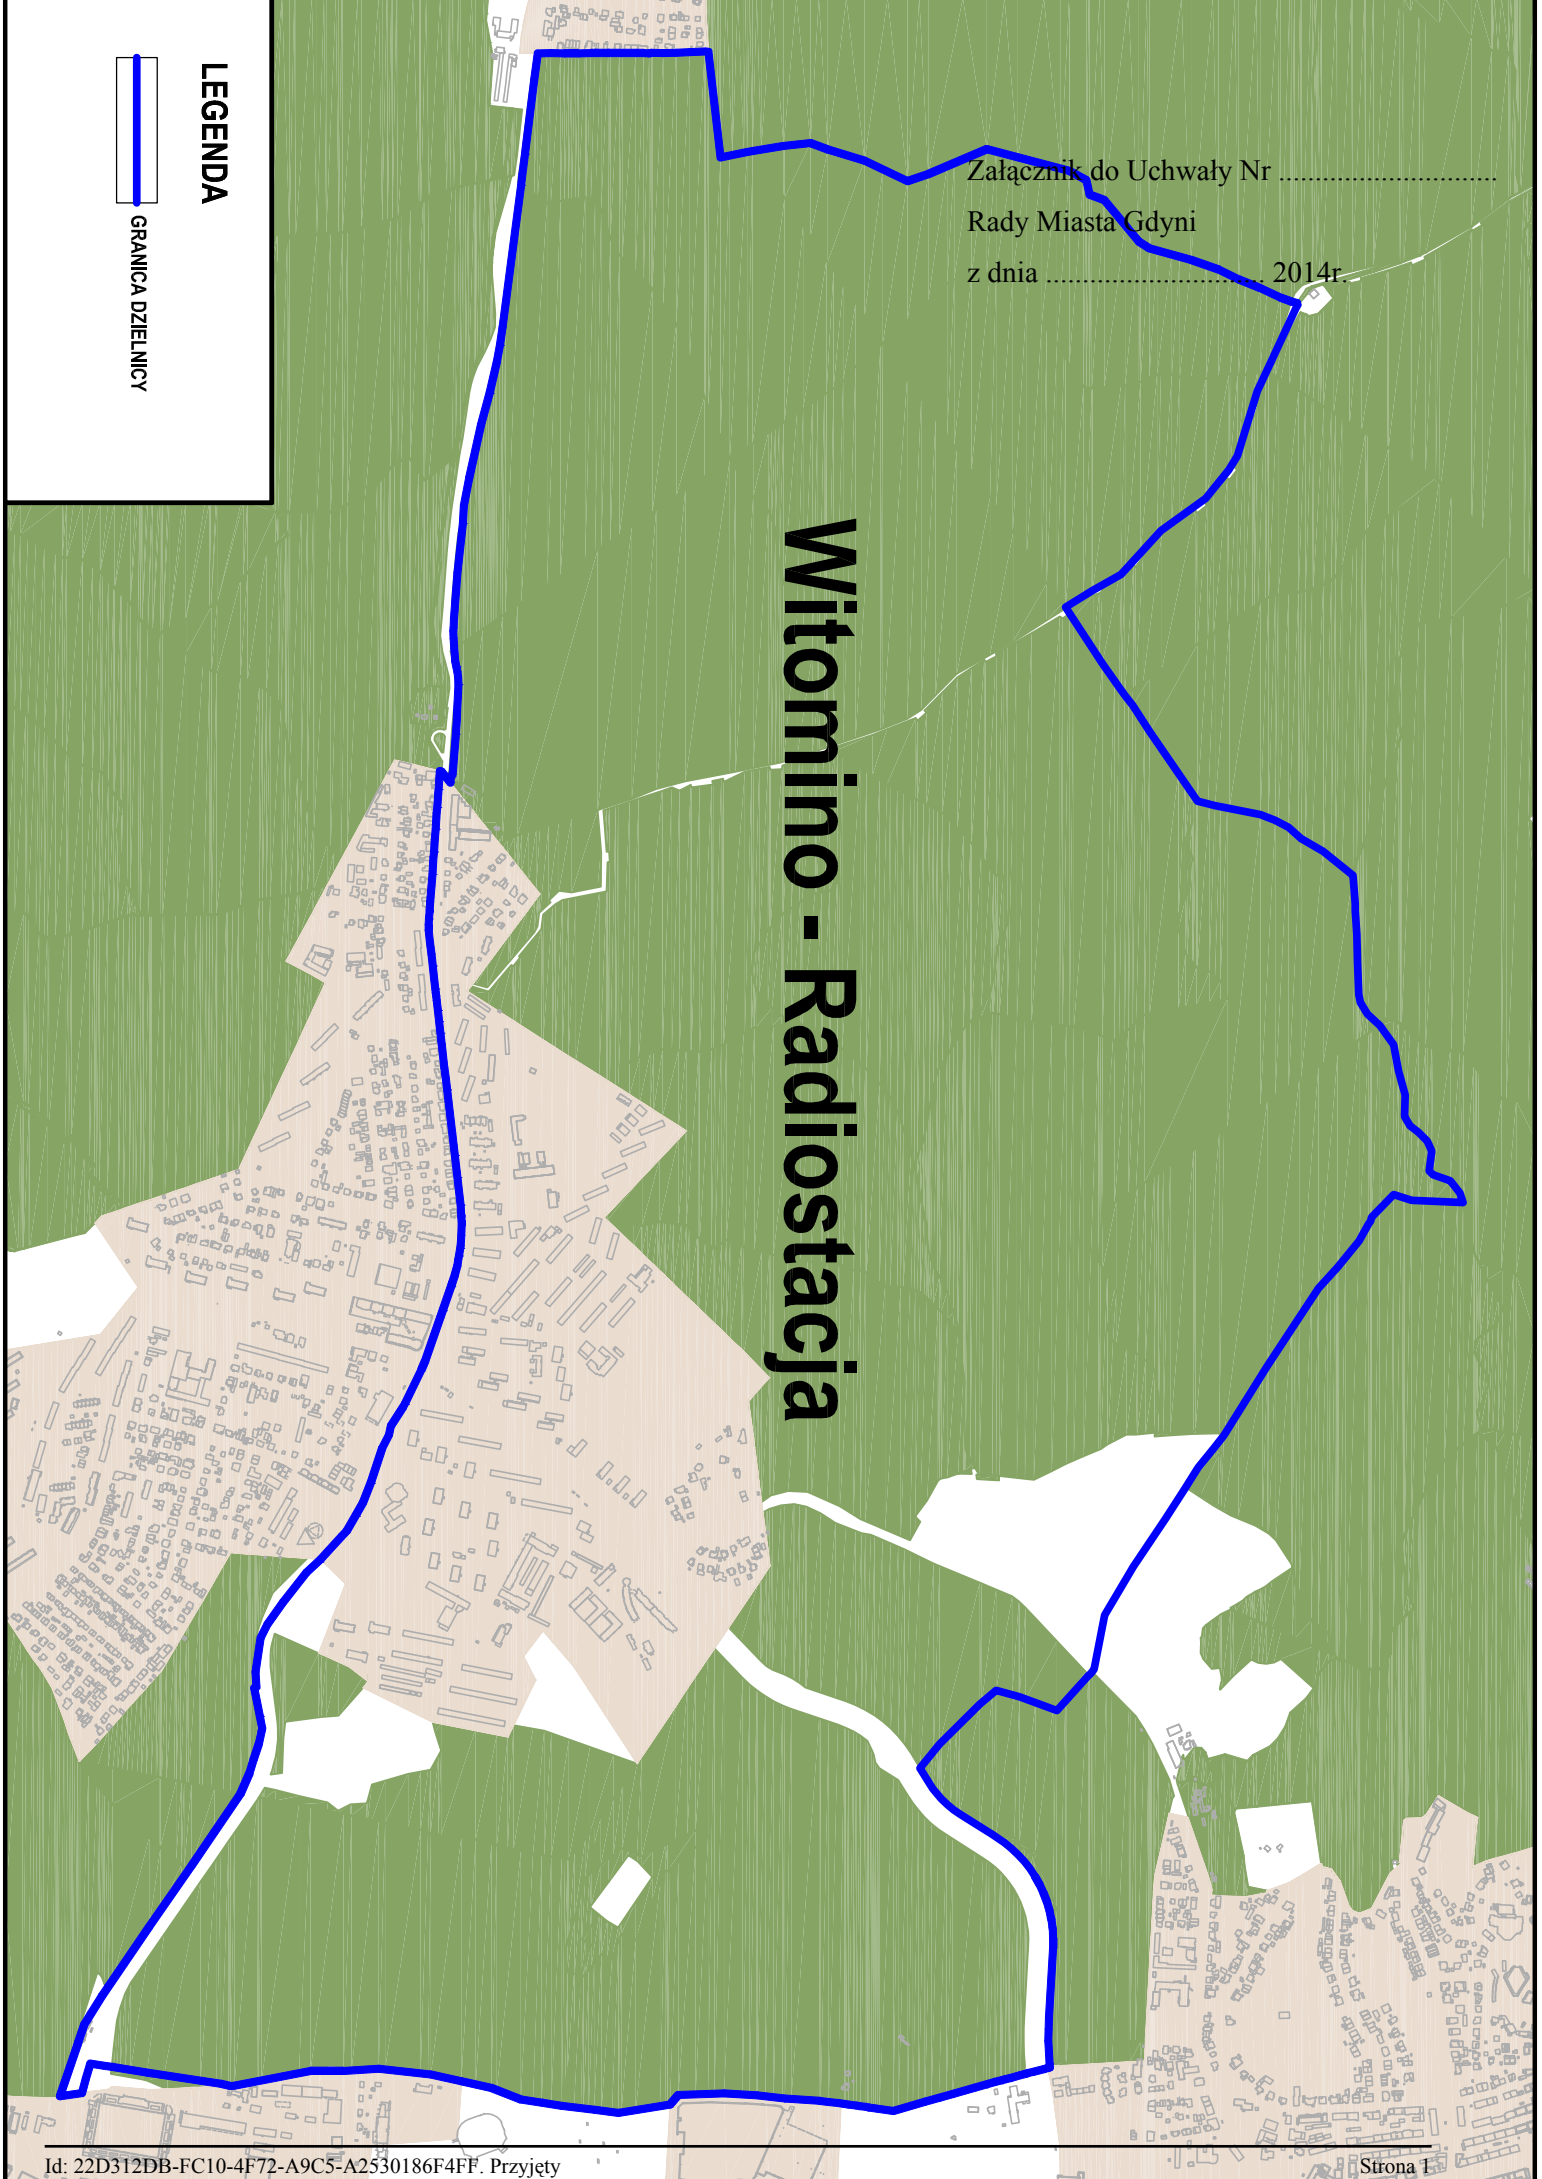 LEGENDA
GRANICA DZIELNICY
Załącznik do Uchwały Nr ..............................
Rady Miasta Gdyni
z dnia .............................. 2014r.
Witomino - Radiostacja
Id: 22D312DB-FC10-4F72-A9C5-A2530186F4FF. Przyjęty
Strona 1